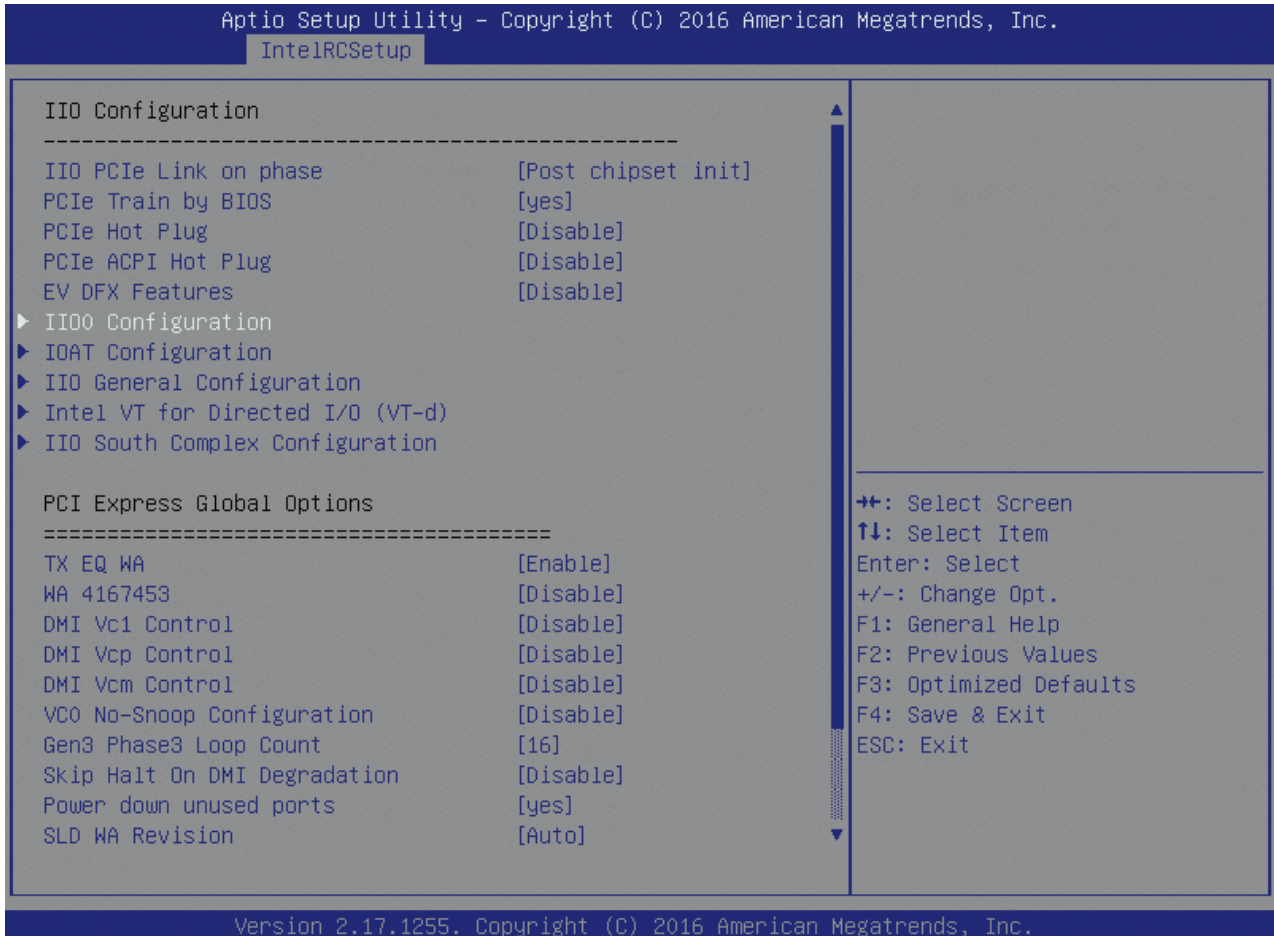 Aptio Setup Utility – Copyright (C) 2016 American Megatrends, Inc.
IntelRCSetup
IIO Configuration
--------------------------------------------------
IIO PCIe Link on phase [Post chipset init]
PCIe Train by BIOS [yes]
PCIe Hot Plug [Disable]
PCIe ACPI Hot Plug [Disable]
EV DFX Features [Disable]
▶ IIO0 Configuration
▶ IOAT Configuration
▶ IIO General Configuration
▶ Intel VT for Directed I/O (VT-d)
▶ IIO South Complex Configuration
PCI Express Global Options
========================================
TX EQ WA [Enable]
WA 4167453 [Disable]
DMI Vc1 Control [Disable]
DMI Vcp Control [Disable]
DMI Vcm Control [Disable]
VC0 No-Snoop Configuration [Disable]
Gen3 Phase3 Loop Count [16]
Skip Halt On DMI Degradation [Disable]
Power down unused ports [yes]
SLD WA Revision [Auto]
→←: Select Screen
↑↓: Select Item
Enter: Select
+/-: Change Opt.
F1: General Help
F2: Previous Values
F3: Optimized Defaults
F4: Save & Exit
ESC: Exit
Version 2.17.1255. Copyright (C) 2016 American Megatrends, Inc.